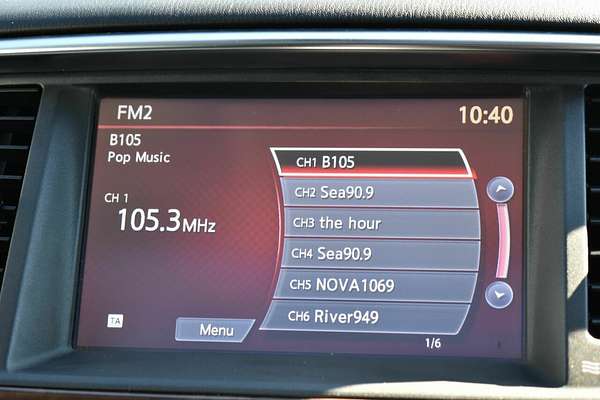 FM2
10:40
B105
Pop Music
CH 1
105.3MHz
CH1 B105
CH2 Sea90.9
CH3 the hour
CH4 Sea90.9
CH5 NOVA1069
CH6 River949
TA
Menu
1/6